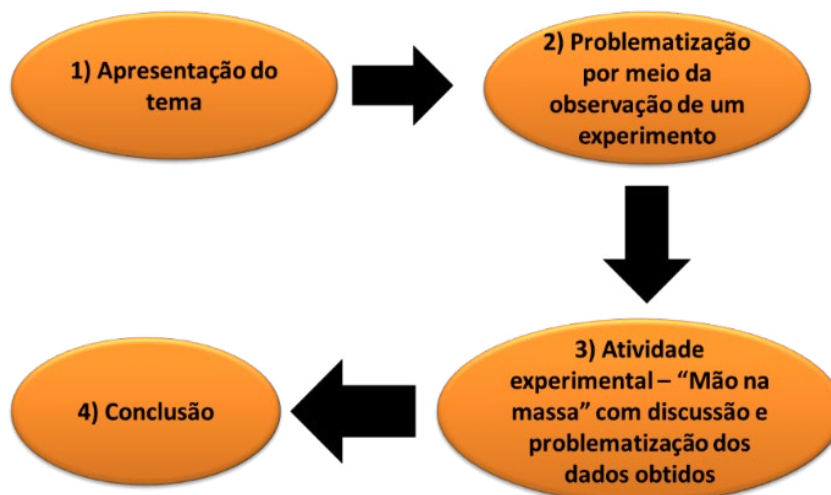 1) Apresentação do
tema
2) Problematização
por meio da
observação de um
experimento
3) Atividade
experimental – “Mão na
massa” com discussão e
problematização dos
dados obtidos
4) Conclusão